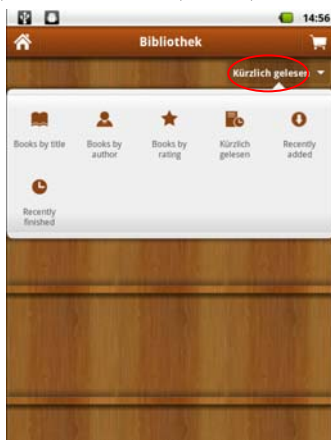 14:56
Bibliothek
Kürzlich gelesen
Books by title
Books by
author
Books by
rating
Kürzlich
gelesen
Recently
added
Recently
finished